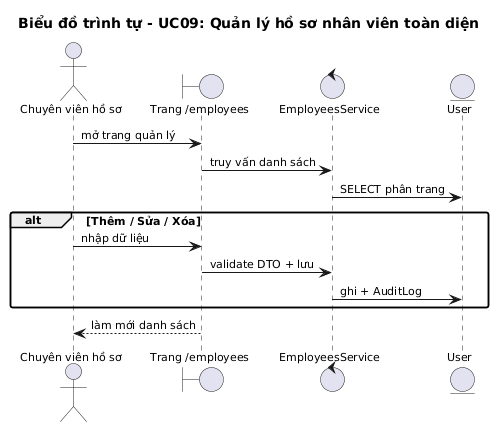 Biểu đồ trình tự - UC09: Quản lý hồ sơ nhân viên toàn diện
Chuyên viên hồ sơ
Trang /employees
EmployeesService
User
mở trang quản lý
truy vấn danh sách
SELECT phân trang
alt
[Thêm / Sửa / Xóa]
nhập dữ liệu
validate DTO + lưu
ghi + AuditLog
làm mới danh sách
Chuyên viên hồ sơ
Trang /employees
EmployeesService
User